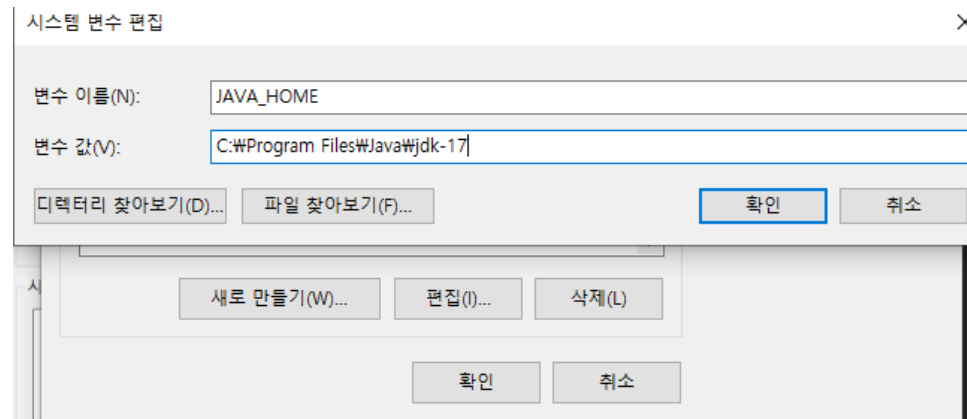 시스템 변수 편집
변수 이름(N):
JAVA_HOME
변수 값(V):
C:₩Program Files₩Java₩jdk-17
디렉터리 찾아보기(D)...
파일 찾아보기(F)...
확인
취소
시
새로 만들기(W)...
편집(I)...
삭제(L)
확인
취소